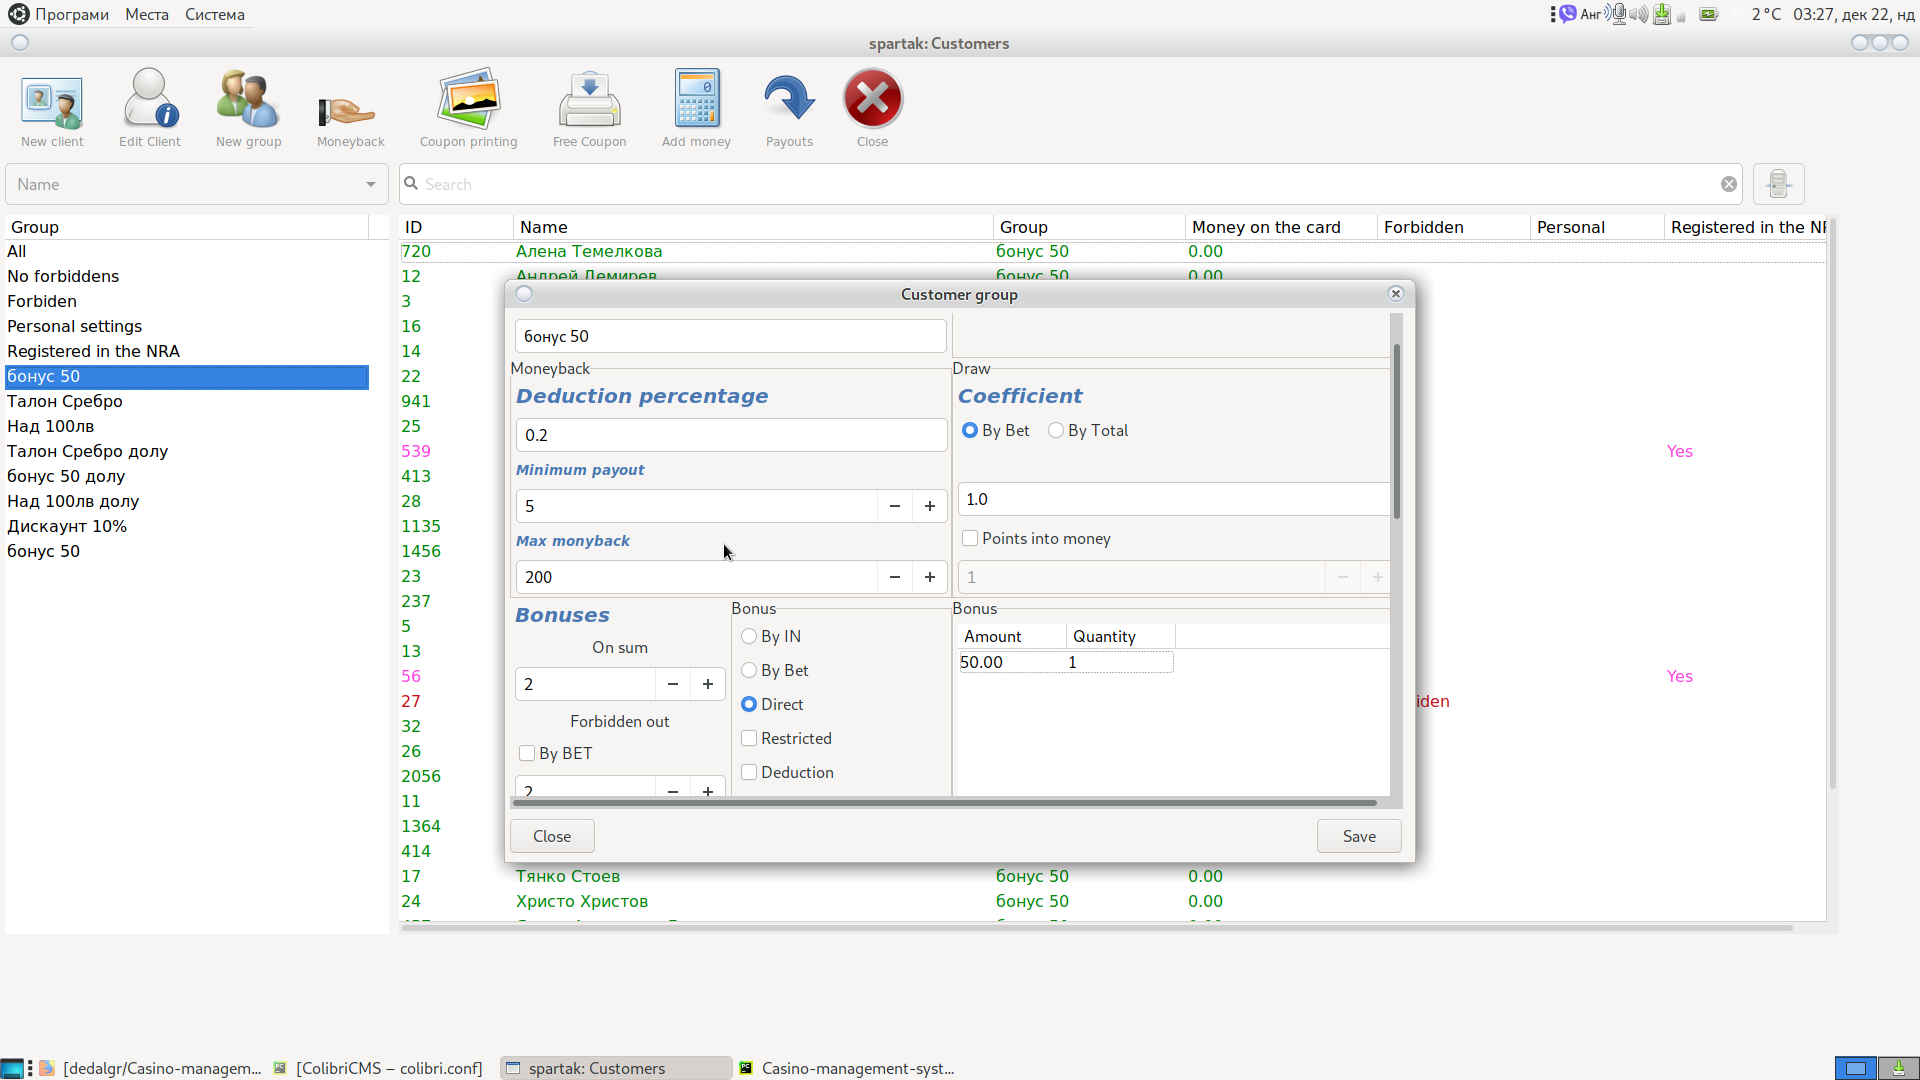 Програми Места Система
Анг 2 °C 03:27, дек 22, нд
spartak: Customers
New client Edit Client New group Moneyback Coupon printing Free Coupon 0 Add money Payouts Close
Name Search
Group
All
No forbiddens
Forbiden
Personal settings
Registered in the NRA
бонус 50
Талон Сребро
Над 100лв
Талон Сребро долу
бонус 50 долу
Над 100лв долу
Дискаунт 10%
бонус 50
ID Name Group Money on the card Forbidden Personal Registered in the
720 Алена Темелкова бонус 50 0.00
12 Андрей Демирев бонус 50 0.00
3
16
14
22
941
25
539 Yes
413
28
1135
1456
23
237
5
13
56 Yes
27 iden
32
26
2056
11
1364
414
17 Тянко Стоев бонус 50 0.00
24 Христо Христов бонус 50 0.00
Customer group
бонус 50
Moneyback
Deduction percentage
0.2
Minimum payout
5 − +
Max monyback
200 − +
Draw
Coefficient
By Bet By Total
1.0
Points into money
1 − +
Bonuses
On sum
2 − +
Forbidden out
By BET
2 − +
Bonus
By IN
By Bet
Direct
Restricted
Deduction
Bonus
Amount Quantity
50.00 1
Close Save
[dedalgr/Casino-managem... [ColibriCMS – colibri.conf] spartak: Customers Casino-management-syst...